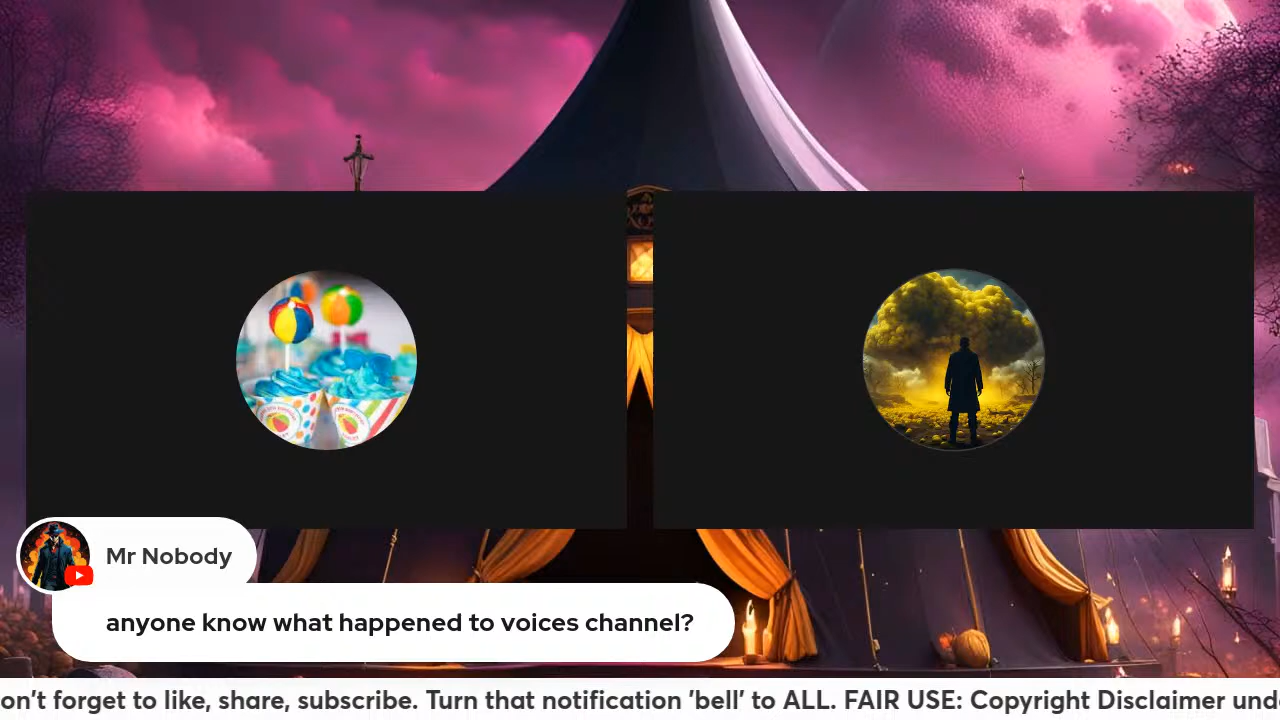 Mr Nobody
anyone know what happened to voices channel?
on't forget to like, share, subscribe. Turn that notification 'bell' to ALL. FAIR USE: Copyright Disclaimer und